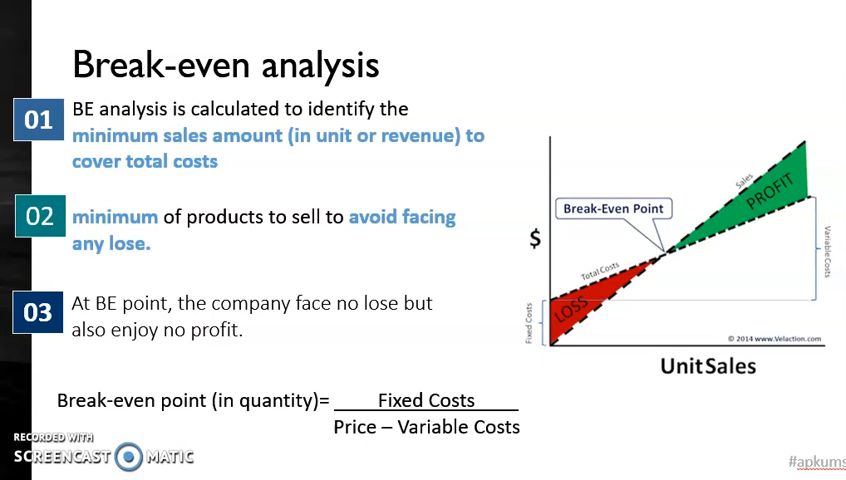 Break-even analysis
01
BE analysis is calculated to identify the
minimum sales amount (in unit or revenue) to
cover total costs
02
minimum of products to sell to avoid facing
any lose.
03
At BE point, the company face no lose but
also enjoy no profit.
Break-even point (in quantity)= Fixed Costs
Price – Variable Costs
$
Break-Even Point
Sales
PROFIT
Total Costs
LOSS
Fixed Costs
Variable Costs
© 2014 www.Velaction.com
Unit Sales
RECORDED WITH
SCREENCAST MATIC
#apkums